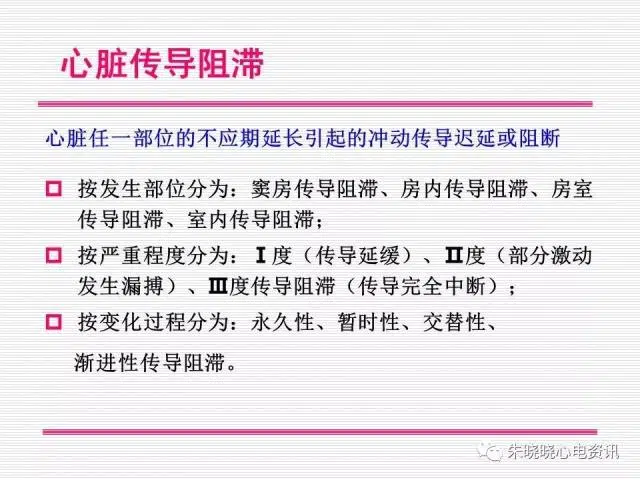 心脏传导阻滞
心脏任一部位的不应期延长引起的冲动传导迟延或阻断
按发生部位分为：窦房传导阻滞、房内传导阻滞、房室
传导阻滞、室内传导阻滞；
按严重程度分为：Ⅰ度（传导延缓）、Ⅱ度（部分激动
发生漏搏）、Ⅲ度传导阻滞（传导完全中断）；
按变化过程分为：永久性、暂时性、交替性、
渐进性传导阻滞。
朱晓晓心电资讯